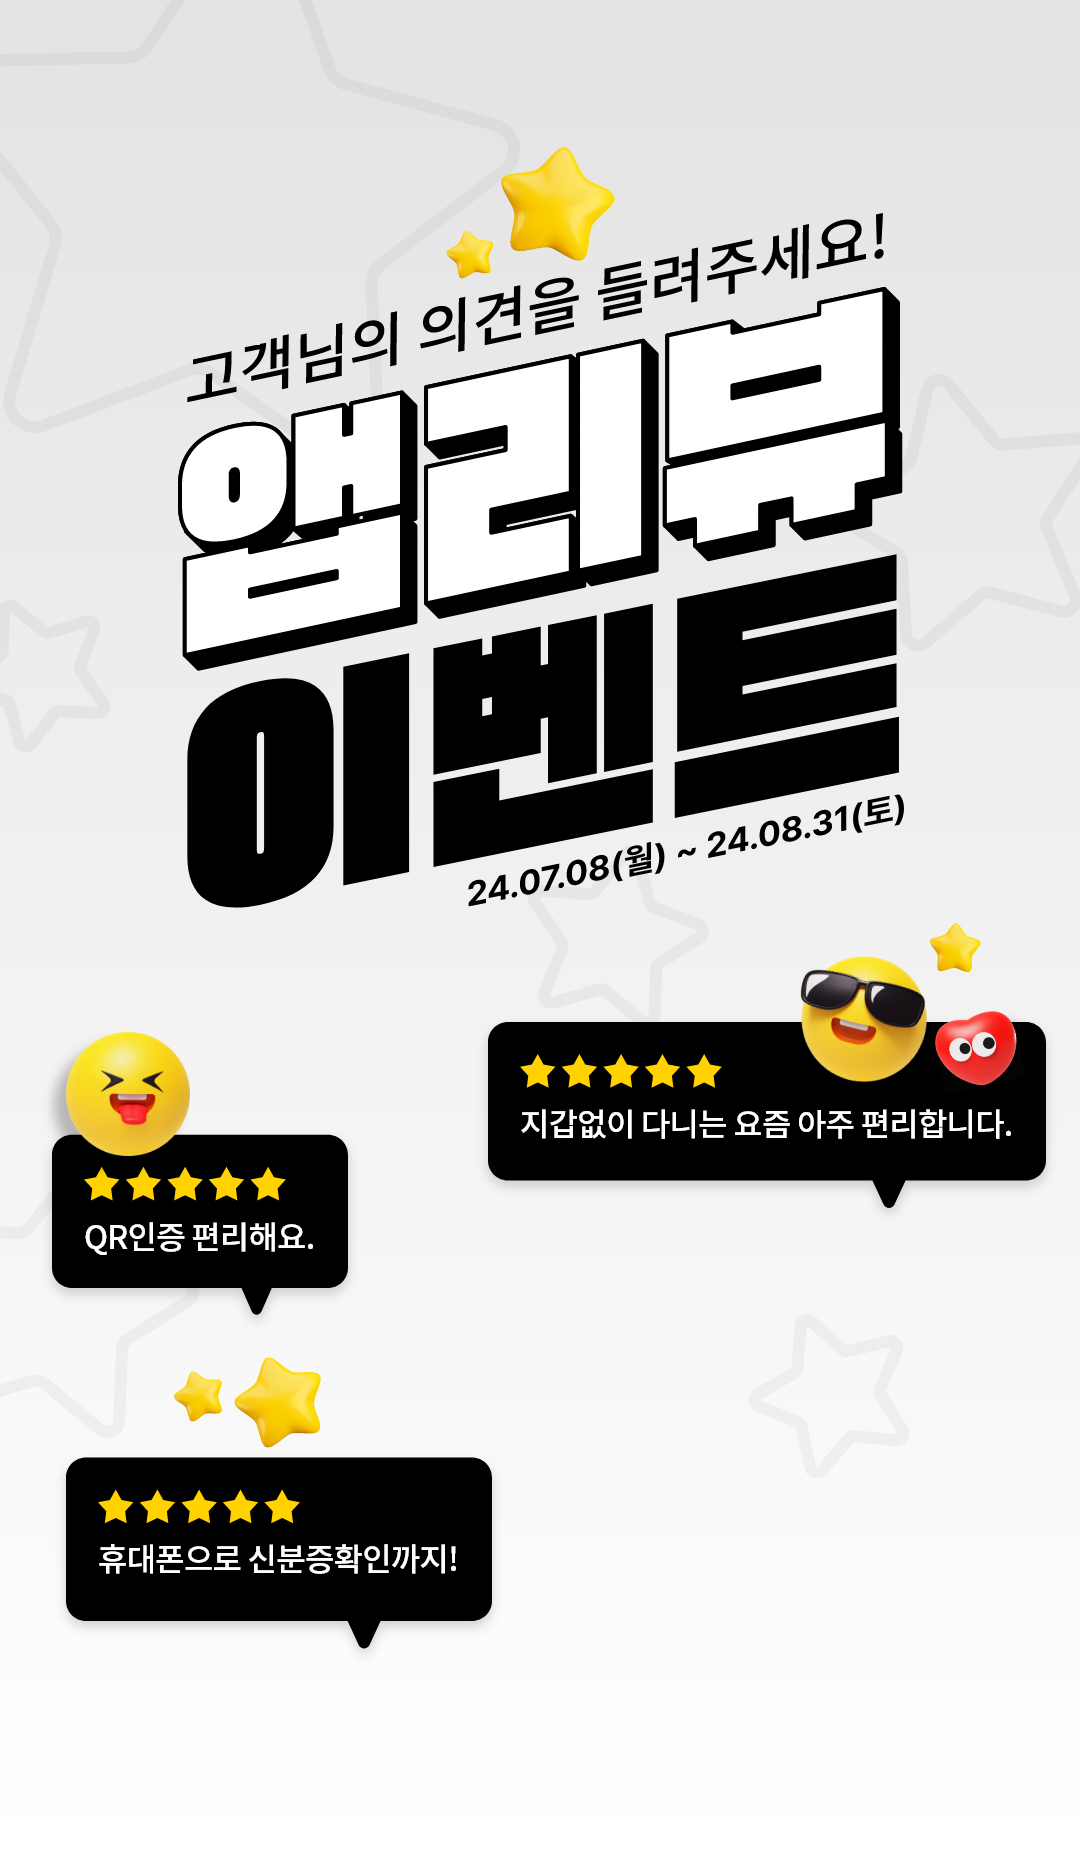 고객님의 의견을 들려주세요!
앱리뷰
이벤트
24.07.08(월) ~ 24.08.31(토)
지갑없이 다니는 요즘 아주 편리합니다.
QR인증 편리해요.
휴대폰으로 신분증확인까지!